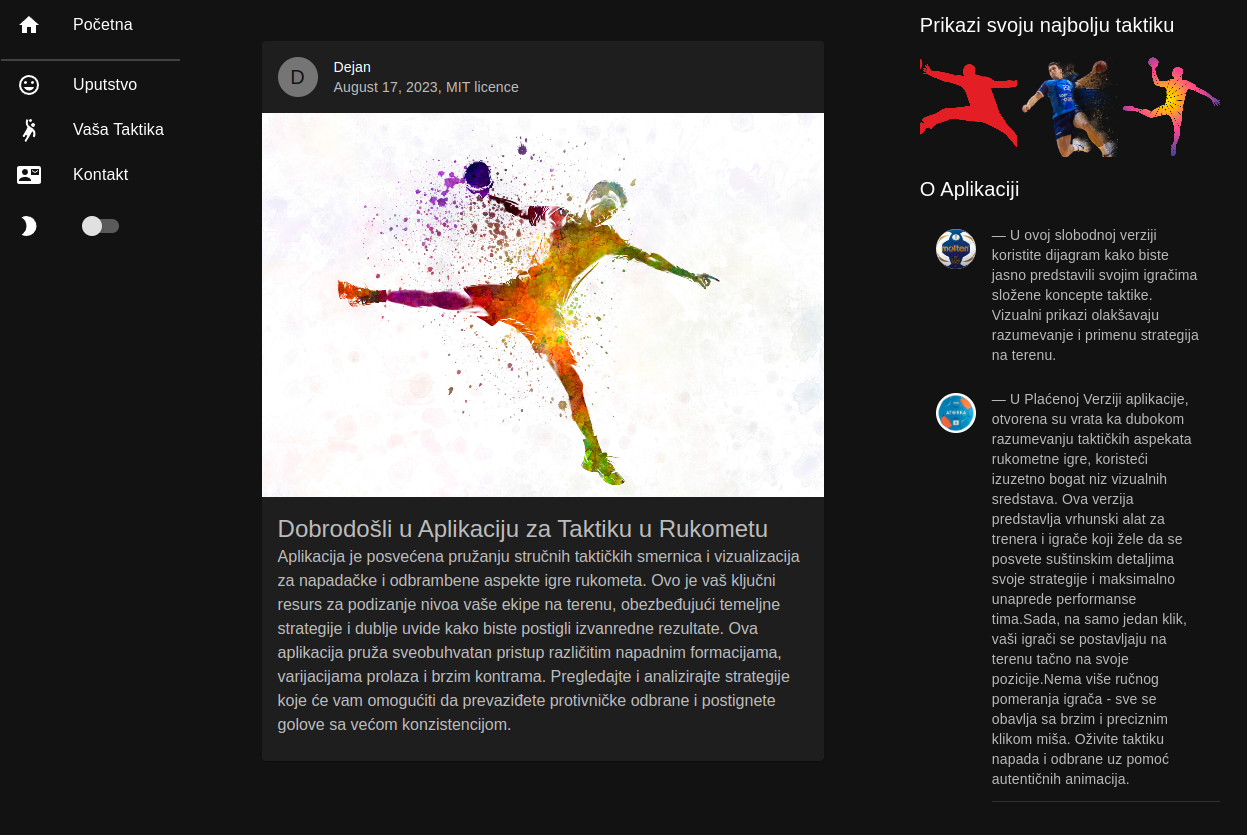 Početna
Uputstvo
Vaša Taktika
Kontakt
D
Dejan
August 17, 2023, MIT licence
Dobrodošli u Aplikaciju za Taktiku u Rukometu
Aplikacija je posvećena pružanju stručnih taktičkih smernica i vizualizacija
za napadačke i odbrambene aspekte igre rukometa. Ovo je vaš ključni
resurs za podizanje nivoa vaše ekipe na terenu, obezbeđujući temeljne
strategije i dublje uvide kako biste postigli izvanredne rezultate. Ova
aplikacija pruža sveobuhvatan pristup različitim napadnim formacijama,
varijacijama prolaza i brzim kontrama. Pregledajte i analizirajte strategije
koje će vam omogućiti da prevaziđete protivničke odbrane i postignete
golove sa većom konzistencijom.
Prikazi svoju najbolju taktiku
O Aplikaciji
molten
— U ovoj slobodnoj verziji
koristite dijagram kako biste
jasno predstavili svojim igračima
složene koncepte taktike.
Vizualni prikazi olakšavaju
razumevanje i primenu strategija
na terenu.
— U Plaćenoj Verziji aplikacije,
otvorena su vrata ka dubokom
razumevanju taktičkih aspekata
rukometne igre, koristeći
izuzetno bogat niz vizualnih
sredstava. Ova verzija
predstavlja vrhunski alat za
trenera i igrače koji žele da se
posvete suštinskim detaljima
svoje strategije i maksimalno
unaprede performanse
tima.Sada, na samo jedan klik,
vaši igrači se postavljaju na
terenu tačno na svoje
pozicije.Nema više ručnog
pomeranja igrača - sve se
obavlja sa brzim i preciznim
klikom miša. Oživite taktiku
napada i odbrane uz pomoć
autentičnih animacija.